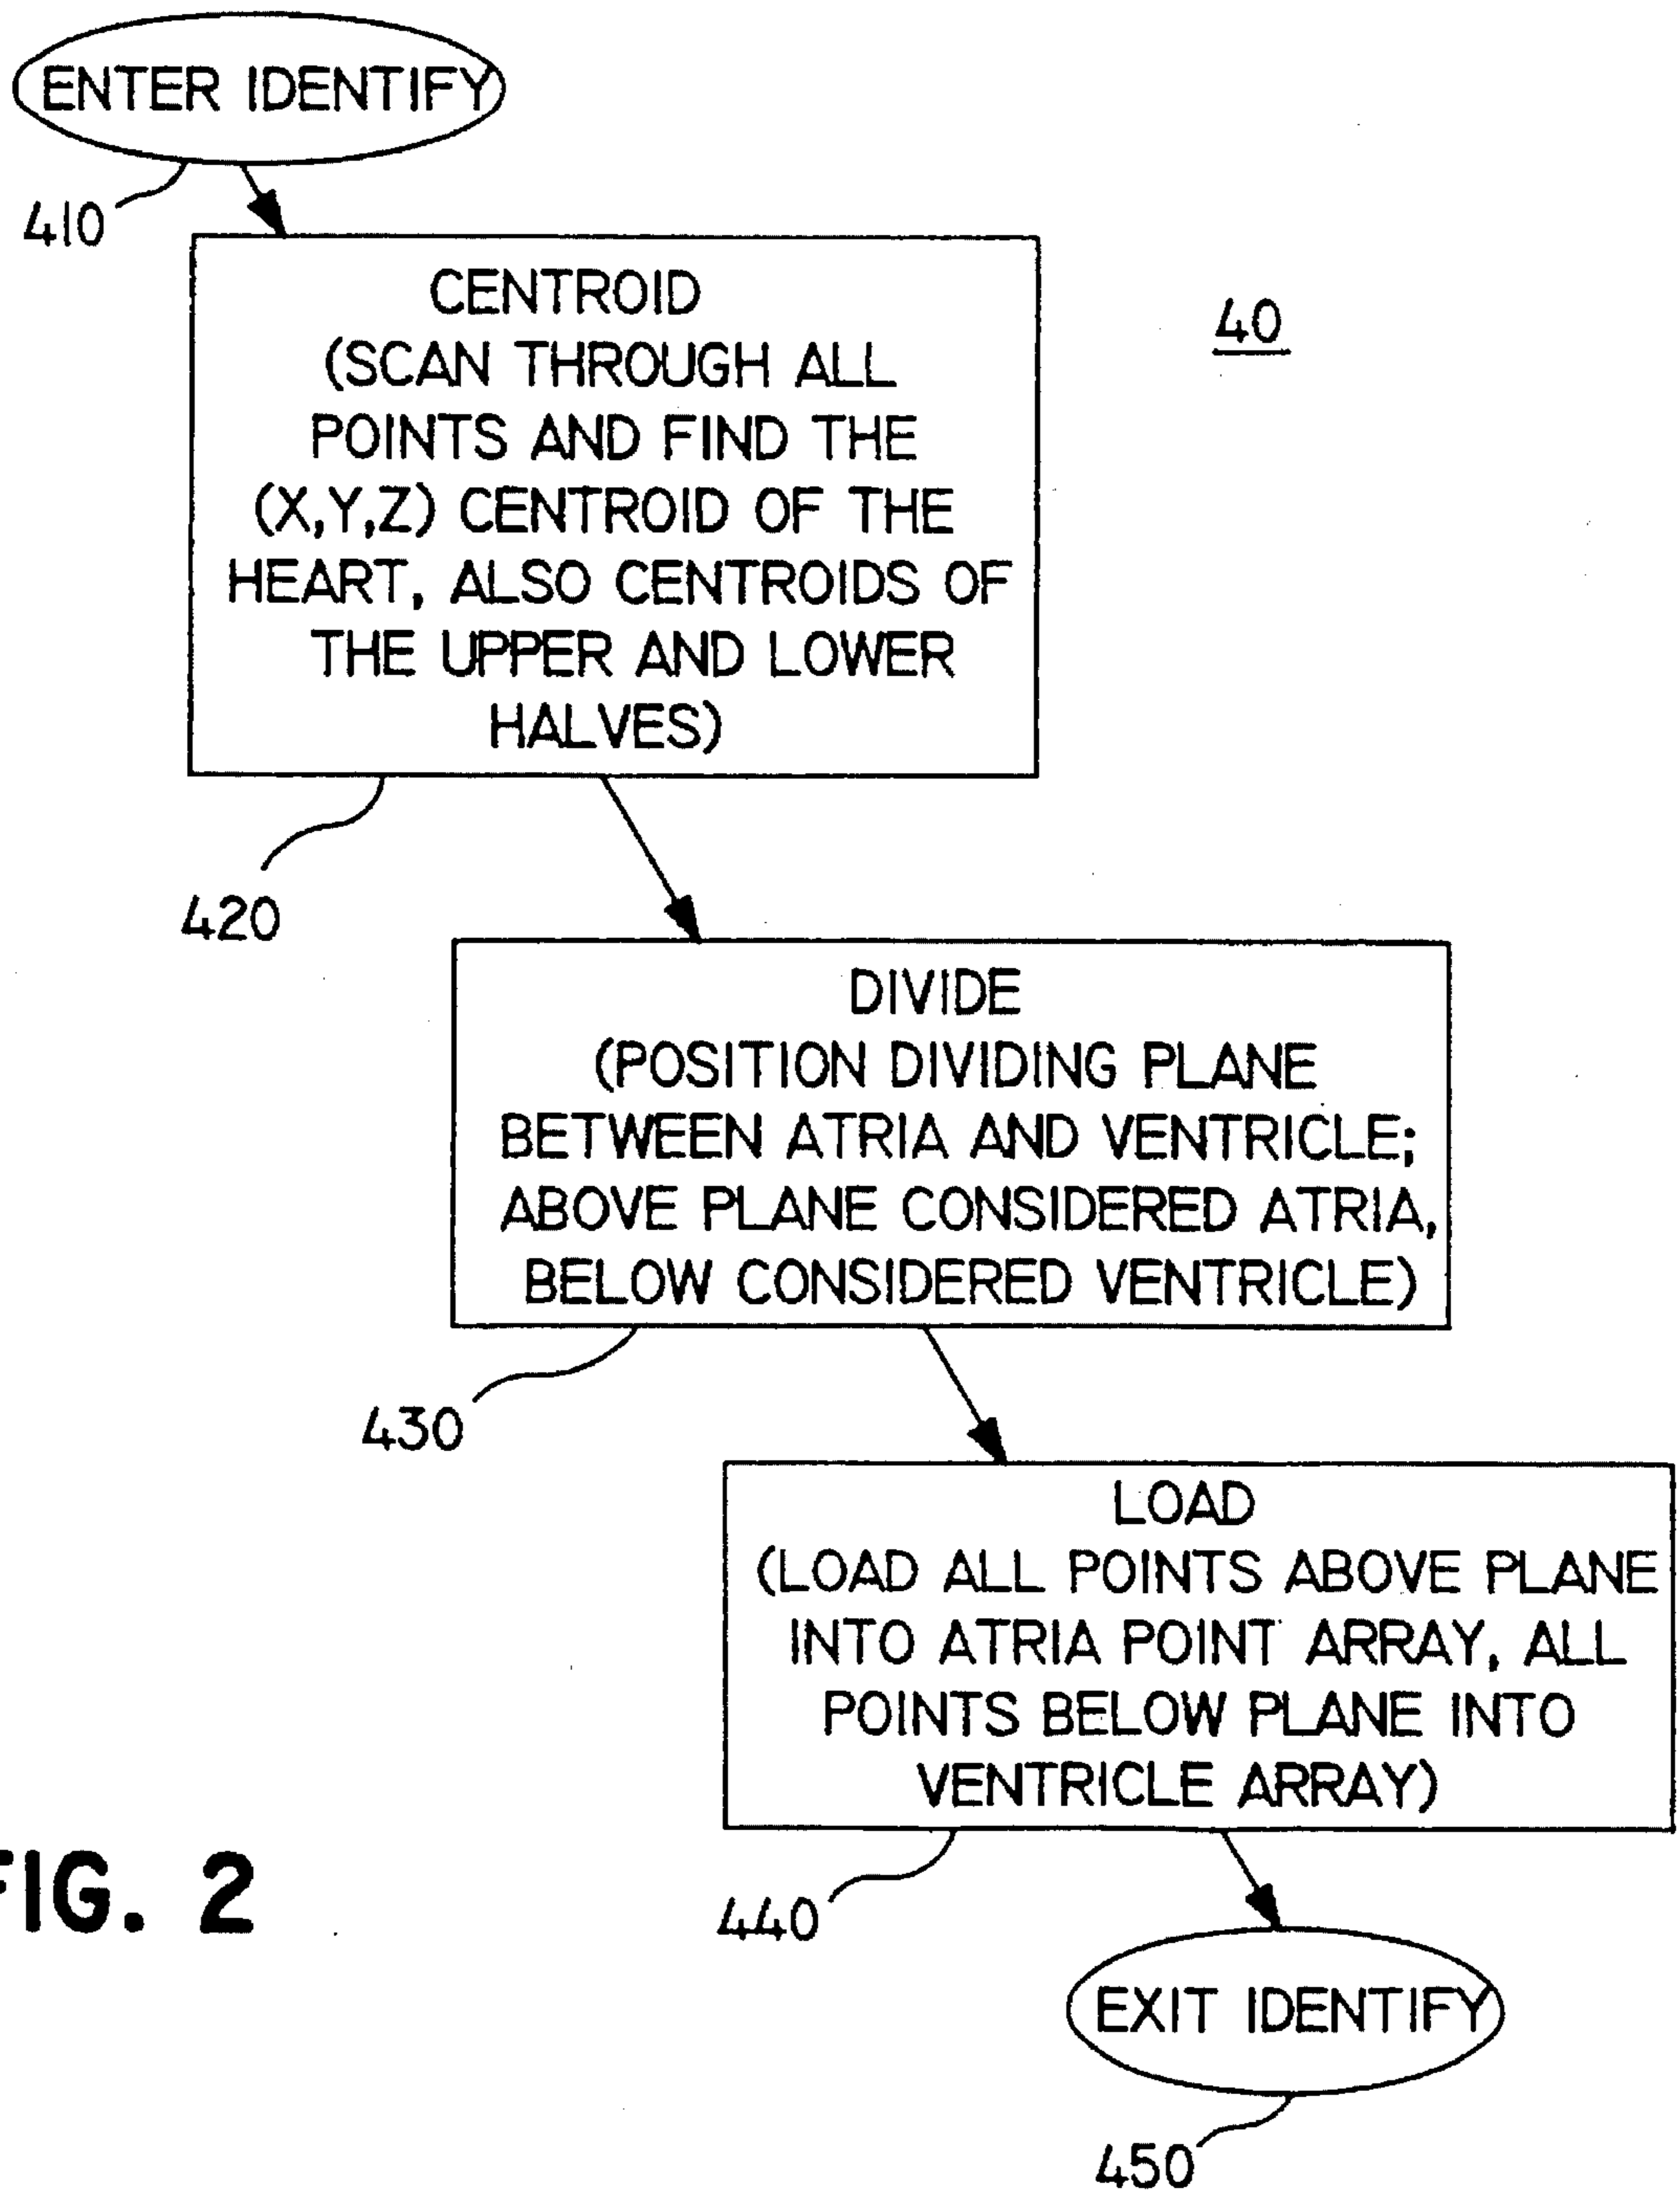 ENTER IDENTIFY
410
CENTROID
(SCAN THROUGH ALL
POINTS AND FIND THE
(X,Y,Z) CENTROID OF THE
HEART, ALSO CENTROIDS OF
THE UPPER AND LOWER
HALVES)
40
420
DIVIDE
(POSITION DIVIDING PLANE
BETWEEN ATRIA AND VENTRICLE;
ABOVE PLANE CONSIDERED ATRIA,
BELOW CONSIDERED VENTRICLE)
430
LOAD
(LOAD ALL POINTS ABOVE PLANE
INTO ATRIA POINT ARRAY, ALL
POINTS BELOW PLANE INTO
VENTRICLE ARRAY)
440
FIG. 2
EXIT IDENTIFY
450